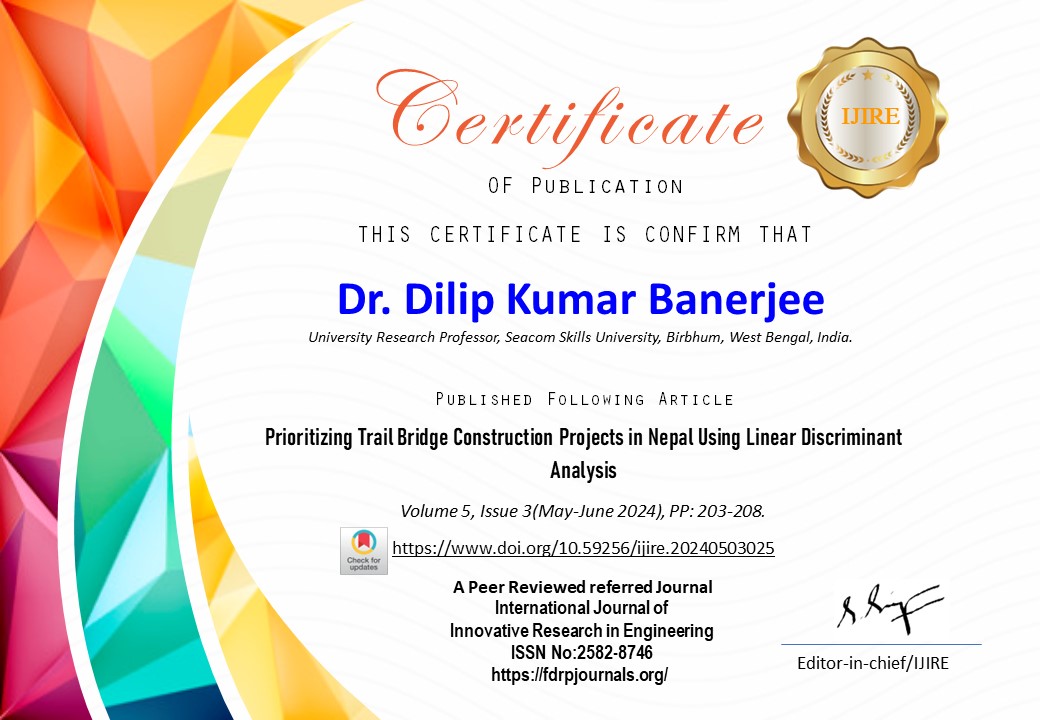 Certificate
IJIRE
OF Publication
THIS CERTIFICATE IS CONFIRM THAT
Dr. Dilip Kumar Banerjee
University Research Professor, Seacom Skills University, Birbhum, West Bengal, India.
Published Following Article
Prioritizing Trail Bridge Construction Projects in Nepal Using Linear Discriminant
Analysis
Volume 5, Issue 3(May-June 2024), PP: 203-208.
Check for
updates
https://www.doi.org/10.59256/ijire.20240503025
A Peer Reviewed referred Journal
International Journal of
Innovative Research in Engineering
ISSN No:2582-8746
https://fdrpjournals.org/
Editor-in-chief/IJIRE